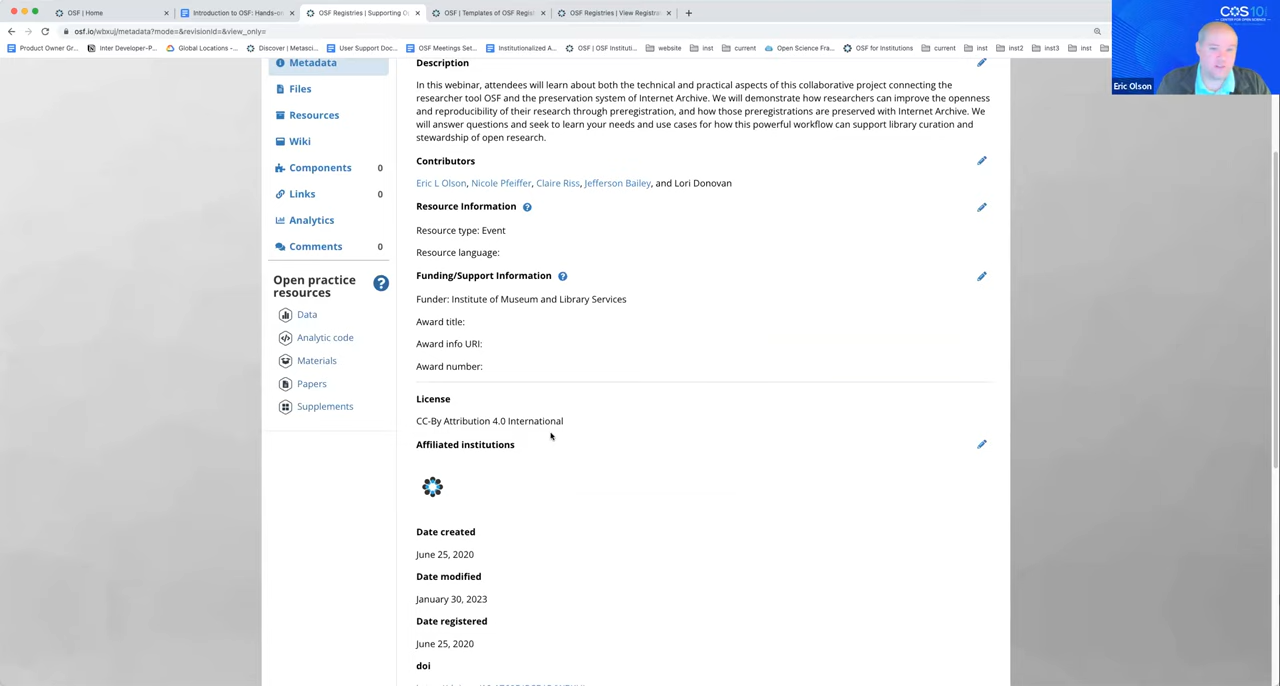 OSF | Home
Introduction to OSF: Hands-o
OSF Registries | Supporting O
OSF | Templates of OSF Regist
OSF Registries | View Registra
osf.io/wbxuj/metadata?mode=&revisionId=&view_only=
Product Owner Gr...
Inter Developer-P...
Global Locations -...
Discover | Metasci...
User Support Doc...
OSF Meetings Set...
Institutionalized A...
OSF | OSF Instituti...
website
inst
current
Open Science Fra...
OSF for Institutions
current
inst
inst2
inst3
inst
COS10
CENTER FOR OPEN SCIENCE
Eric Olson
Metadata
Files
Resources
Wiki
Components 0
Links 0
Analytics
Comments 0
Open practice
resources
Data
Analytic code
Materials
Papers
Supplements
Description
In this webinar, attendees will learn about both the technical and practical aspects of this collaborative project connecting the
researcher tool OSF and the preservation system of Internet Archive. We will demonstrate how researchers can improve the openness
and reproducibility of their research through preregistration, and how those preregistrations are preserved with Internet Archive. We
will answer questions and seek to learn your needs and use cases for how this powerful workflow can support library curation and
stewardship of open research.
Contributors
Eric L Olson, Nicole Pfeiffer, Claire Riss, Jefferson Bailey, and Lori Donovan
Resource Information
Resource type: Event
Resource language:
Funding/Support Information
Funder: Institute of Museum and Library Services
Award title:
Award info URI:
Award number:
License
CC-By Attribution 4.0 International
Affiliated institutions
Date created
June 25, 2020
Date modified
January 30, 2023
Date registered
June 25, 2020
doi